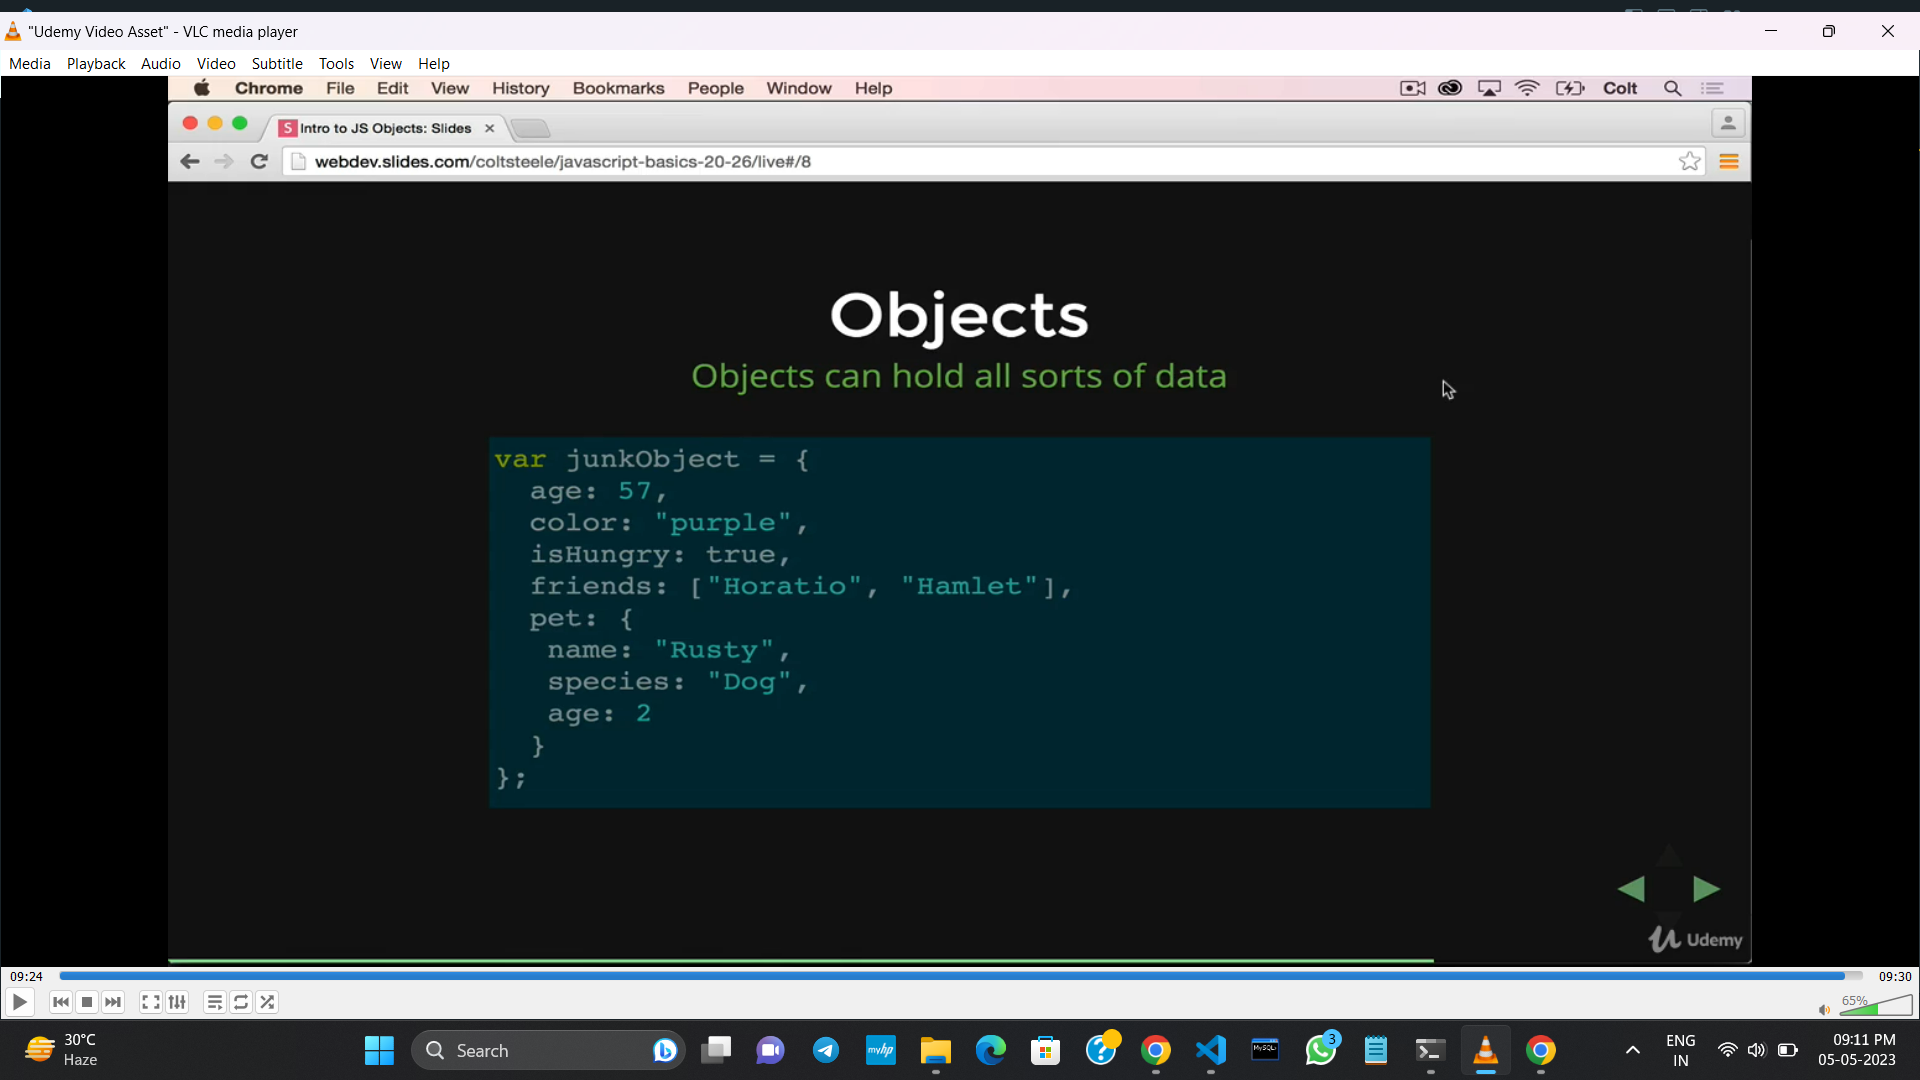 "Udemy Video Asset" - VLC media player
Media Playback Audio Video Subtitle Tools View Help
Chrome File Edit View History Bookmarks People Window Help Colt
S Intro to JS Objects: Slides
webdev.slides.com/coltsteele/javascript-basics-20-26/live#/8
Objects
Objects can hold all sorts of data
var junkObject = {
age: 57,
color: "purple",
isHungry: true,
friends: ["Horatio", "Hamlet"],
pet: {
name: "Rusty",
species: "Dog",
age: 2
}
};
Udemy
09:24 09:30
65%
30°C
Haze
Search
myhp
MySQL
3
ENG
IN
09:11 PM
05-05-2023